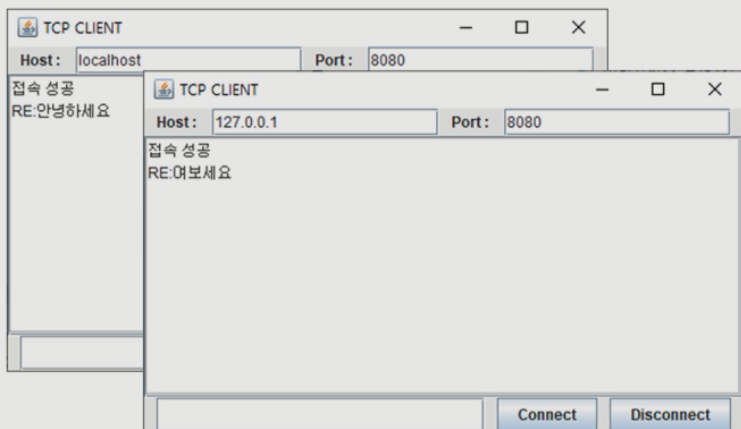 TCP CLIENT
Host: localhost Port: 8080
접속 성공
RE:안녕하세요
TCP CLIENT
Host: 127.0.0.1 Port: 8080
접속 성공
RE:여보세요
Connect Disconnect